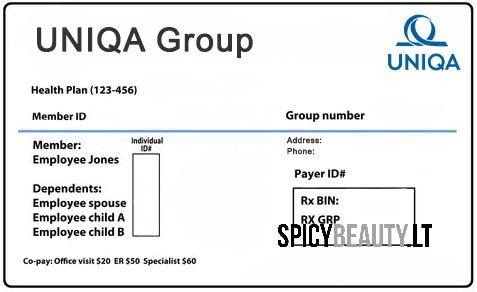 UNIQA Group
UNIQA
Health Plan (123-456)
Member ID
Group number
Member:
Employee Jones
Individual
ID#
Address:
Phone:
Payer ID#
Dependents:
Employee spouse
Employee child A
Employee child B
Rx BIN:
RX GRP
SPICYBEAUTY.LT
Co-pay: Office visit $20 ER $50 Specialist $60